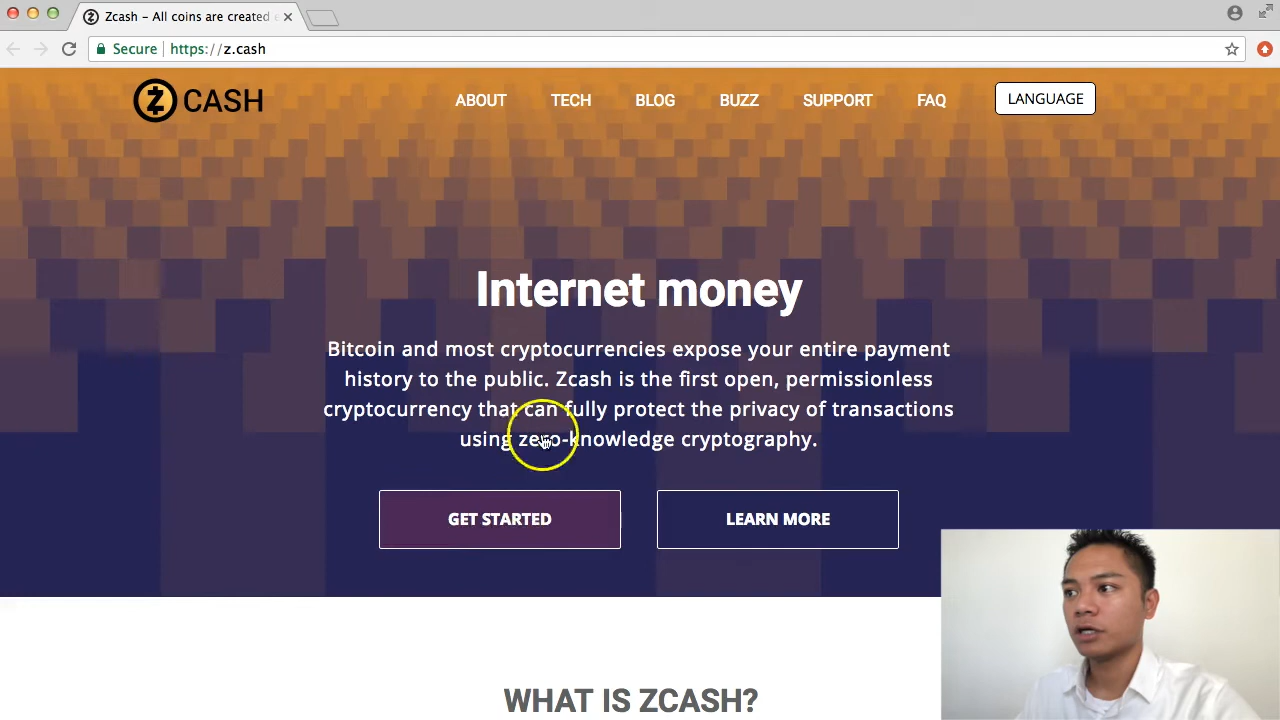 Zcash - All coins are created
Secure https://z.cash
ZCASH
ABOUT TECH BLOG BUZZ SUPPORT FAQ LANGUAGE
Internet money
Bitcoin and most cryptocurrencies expose your entire payment
history to the public. Zcash is the first open, permissionless
cryptocurrency that can fully protect the privacy of transactions
using zero-knowledge cryptography.
GET STARTED LEARN MORE
WHAT IS ZCASH?